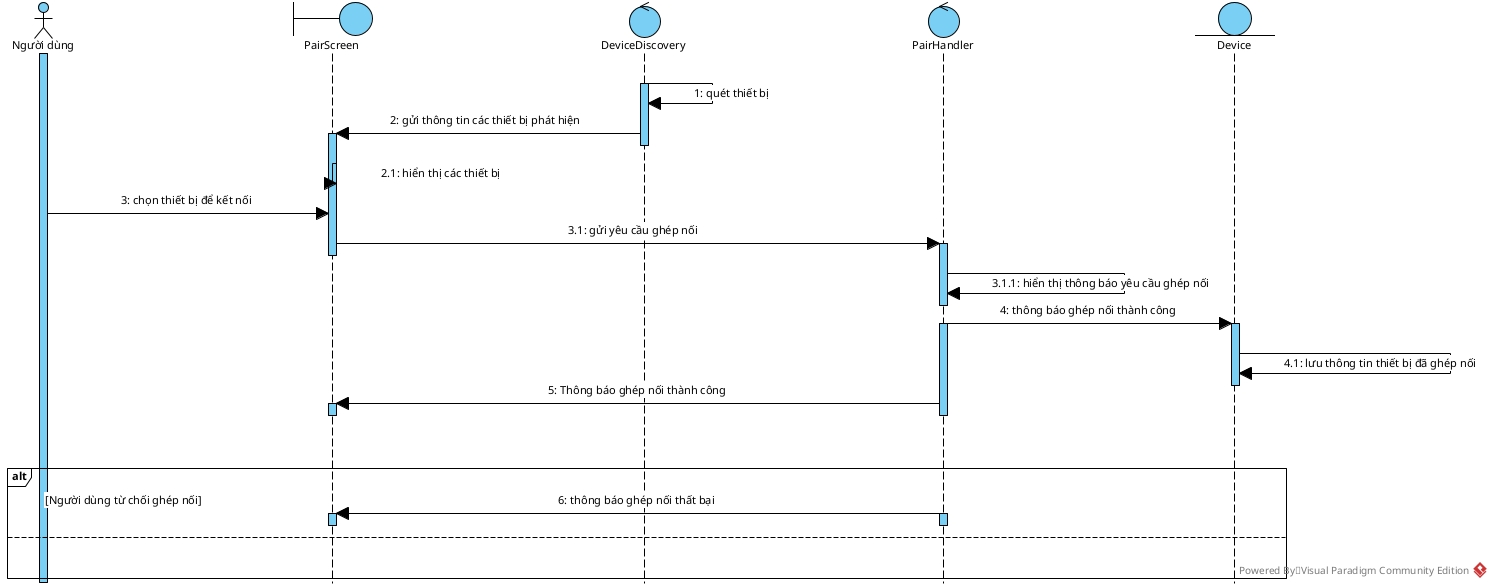 Người dùng
PairScreen
DeviceDiscovery
PairHandler
Device
1: quét thiết bị
2: gửi thông tin các thiết bị phát hiện
2.1: hiển thị các thiết bị
3: chọn thiết bị để kết nối
3.1: gửi yêu cầu ghép nối
3.1.1: hiển thị thông báo yêu cầu ghép nối
4: thông báo ghép nối thành công
4.1: lưu thông tin thiết bị đã ghép nối
5: Thông báo ghép nối thành công
alt
[Người dùng từ chối ghép nối]
6: thông báo ghép nối thất bại
Powered By Visual Paradigm Community Edition